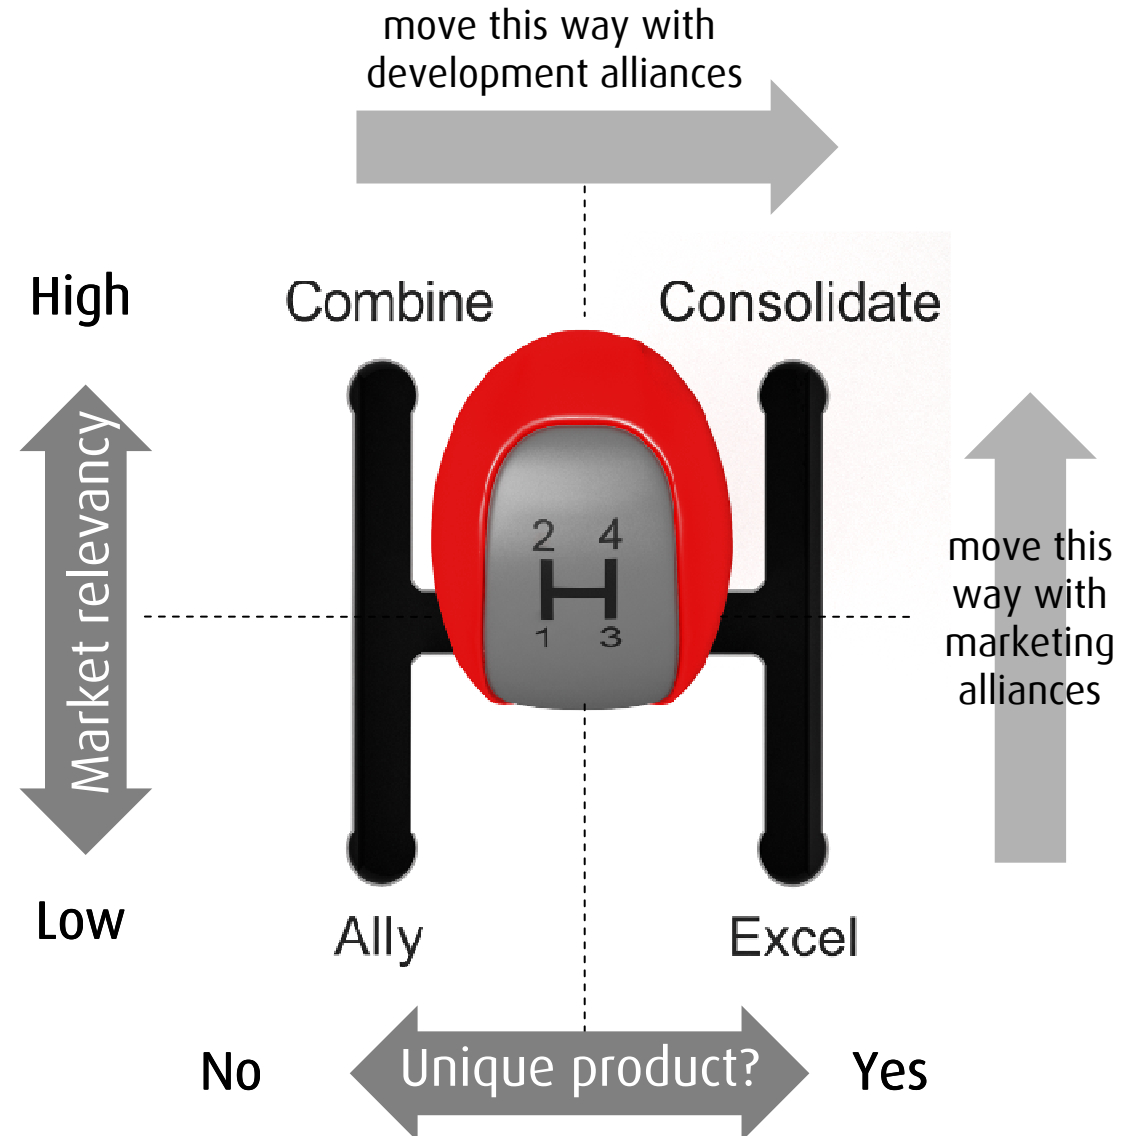 move this way with
development alliances
High
Combine
Consolidate
Market relevancy
2 4
1 3
move this
way with
marketing
alliances
Low
Ally
Excel
No
Unique product?
Yes